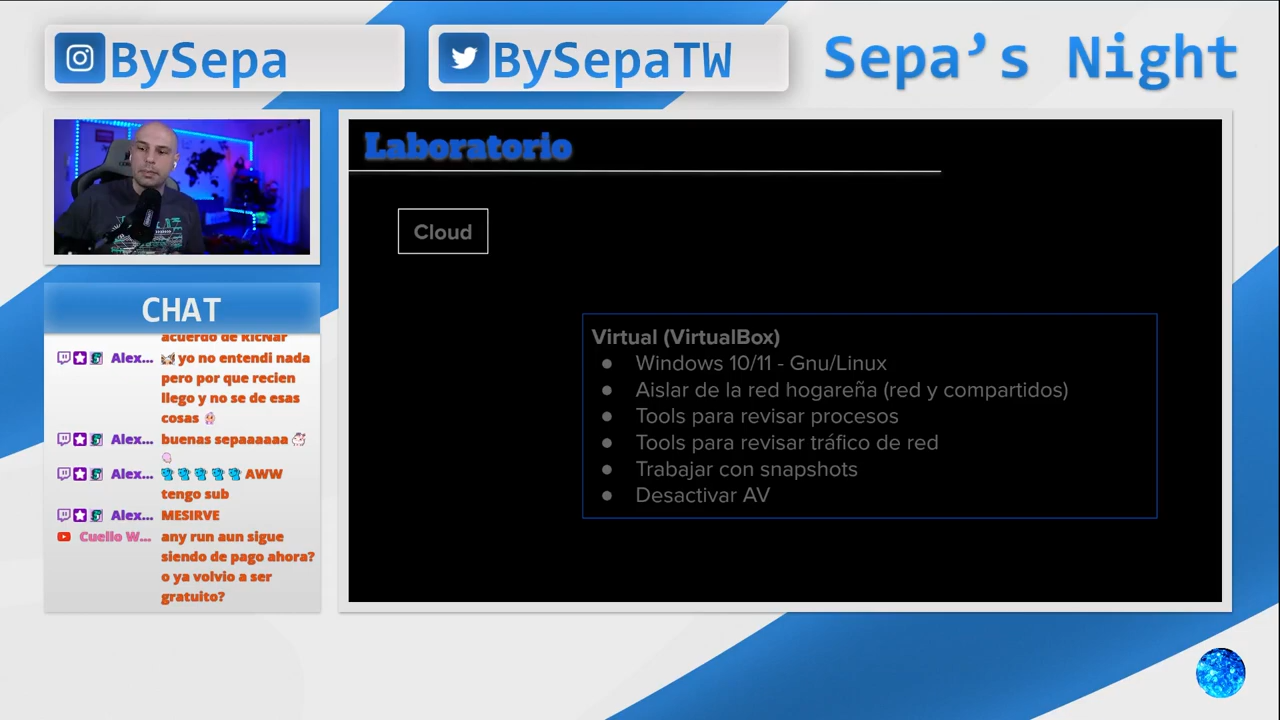 BySepa
BySepaTW
Sepa’s Night
Laboratorio
Cloud
Virtual (VirtualBox)
● Windows 10/11 - Gnu/Linux
● Aislar de la red hogareña (red y compartidos)
● Tools para revisar procesos
● Tools para revisar tráfico de red
● Trabajar con snapshots
● Desactivar AV
CHAT
acuerdo de RicNar
Alex... yo no entendi nada
pero por que recien
llego y no se de esas
cosas
Alex... buenas sepaaaaaa
Alex... AWW
tengo sub
Alex... MESIRVE
Cuello W... any run aun sigue
siendo de pago ahora?
o ya volvio a ser
gratuito?